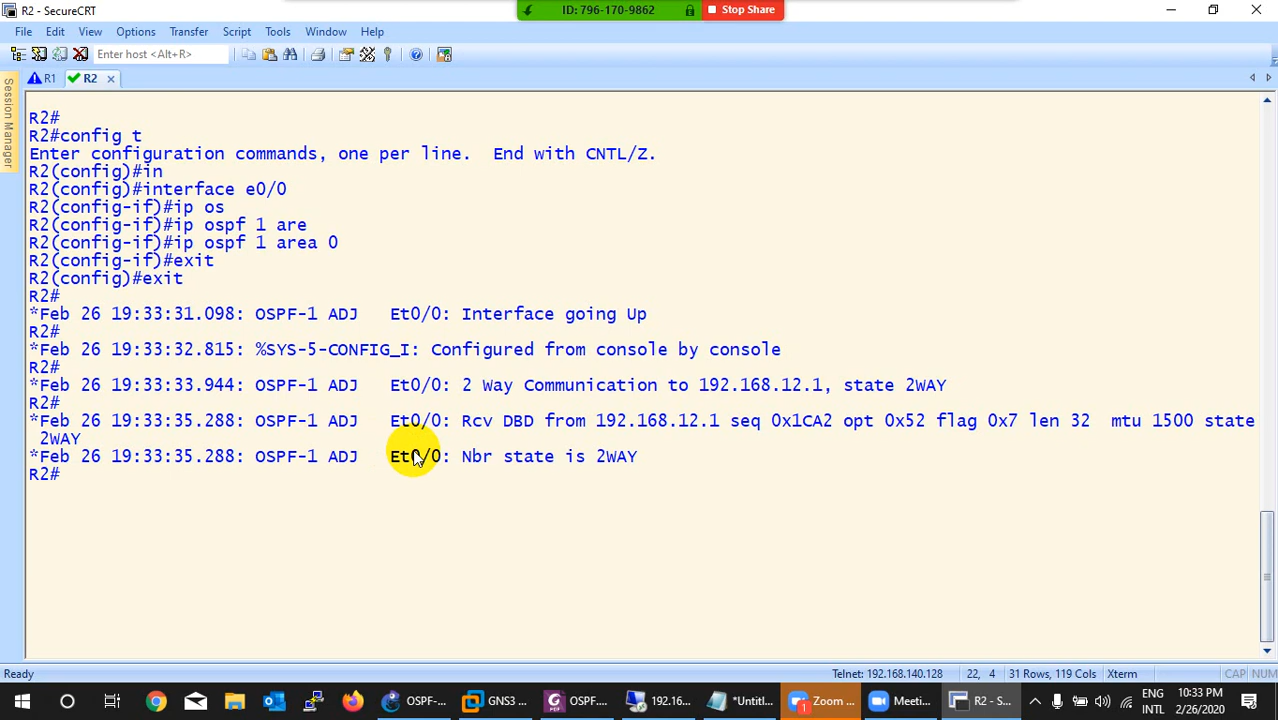 R2 - SecureCRT
ID: 796-170-9862
Stop Share
File Edit View Options Transfer Script Tools Window Help
Enter host <Alt+R>
R1 R2
Session Manager
R2#
R2#config t
Enter configuration commands, one per line.  End with CNTL/Z.
R2(config)#in
R2(config)#interface e0/0
R2(config-if)#ip os
R2(config-if)#ip ospf 1 are
R2(config-if)#ip ospf 1 area 0
R2(config-if)#exit
R2(config)#exit
R2#
*Feb 26 19:33:31.098: OSPF-1 ADJ   Et0/0: Interface going Up
R2#
*Feb 26 19:33:32.815: %SYS-5-CONFIG_I: Configured from console by console
R2#
*Feb 26 19:33:33.944: OSPF-1 ADJ   Et0/0: 2 Way Communication to 192.168.12.1, state 2WAY
R2#
*Feb 26 19:33:35.288: OSPF-1 ADJ   Et0/0: Rcv DBD from 192.168.12.1 seq 0x1CA2 opt 0x52 flag 0x7 len 32  mtu 1500 state
2WAY
*Feb 26 19:33:35.288: OSPF-1 ADJ   Et0/0: Nbr state is 2WAY
R2#
Ready
Telnet: 192.168.140.128 22, 4 31 Rows, 119 Cols Xterm CAP NUM
OSPF-... GNS3 ... OSPF.... 192.16... *Untitl... Zoom ... 1 Meeti... R2 - S...
ENG
INTL
10:33 PM
2/26/2020